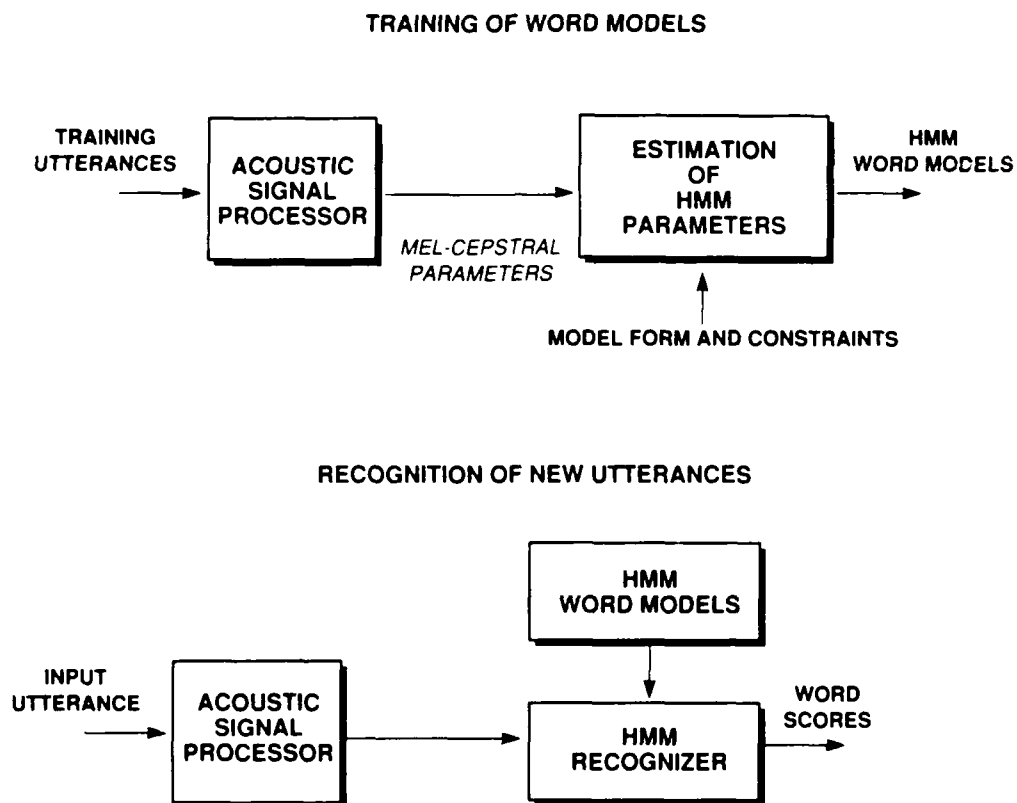 TRAINING OF WORD MODELS
TRAINING
UTTERANCES
ACOUSTIC
SIGNAL
PROCESSOR
MEL-CEPSTRAL
PARAMETERS
ESTIMATION
OF
HMM
PARAMETERS
HMM
WORD MODELS
MODEL FORM AND CONSTRAINTS
RECOGNITION OF NEW UTTERANCES
HMM
WORD MODELS
INPUT
UTTERANCE
ACOUSTIC
SIGNAL
PROCESSOR
HMM
RECOGNIZER
WORD
SCORES